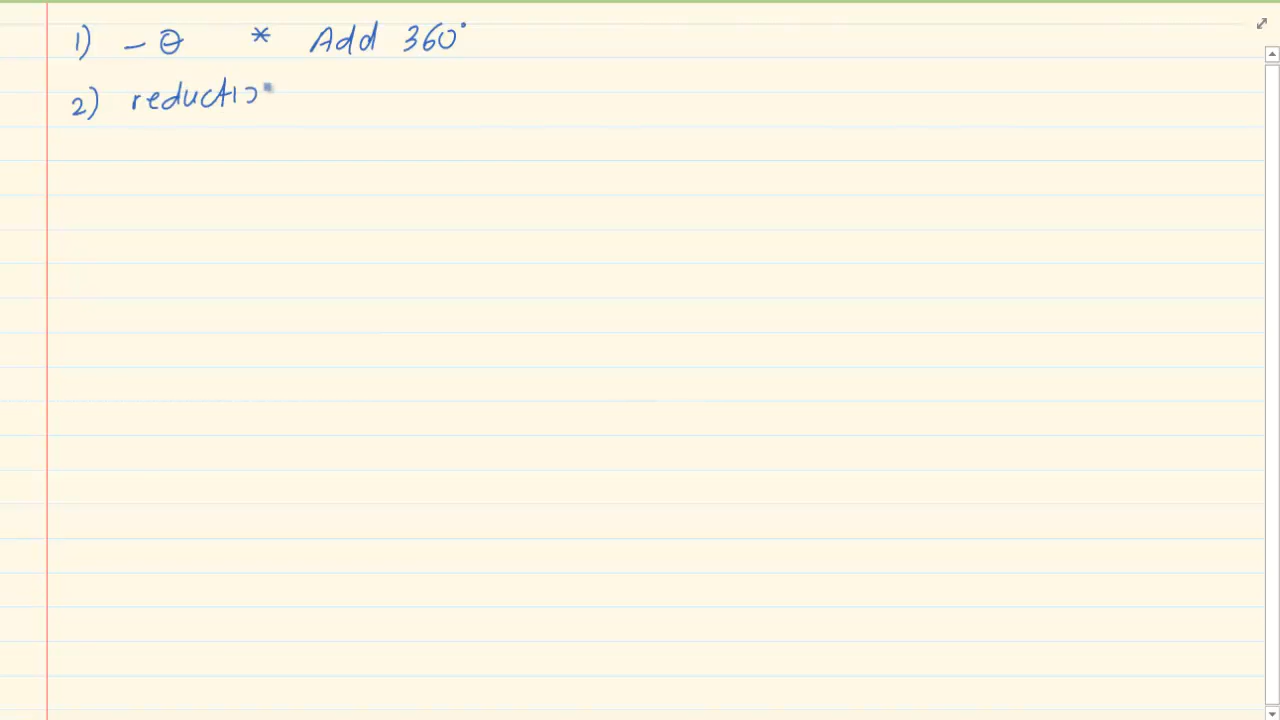 1) - θ * Add 360°
2) reductio